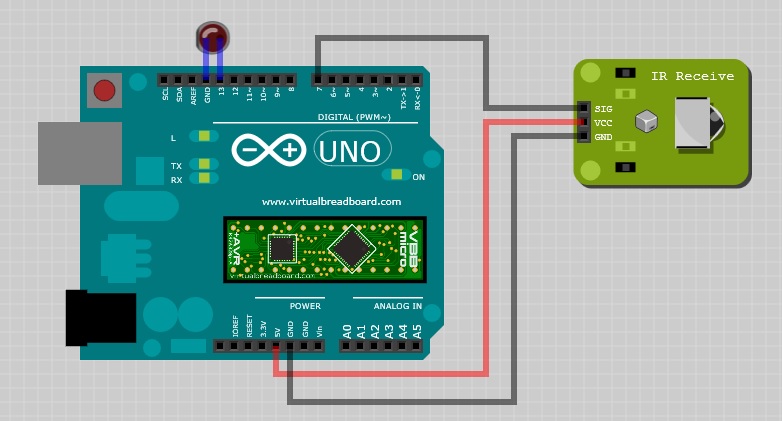 SCL
SDA
AREF
GND
13
12
11~
10~
9~
8
7
6~
5~
4
3~
2
TX->1
RX<-0
DIGITAL (PWM~)
IR Receive
SIG
VCC
GND
L
TX
RX
UNO
ON
www.virtualbreadboard.com
+AVR
VBB
micro
virtualbreadboard.com
POWER
ANALOG IN
IOREF
RESET
3.3V
5V
GND
GND
Vin
A0
A1
A2
A3
A4
A5